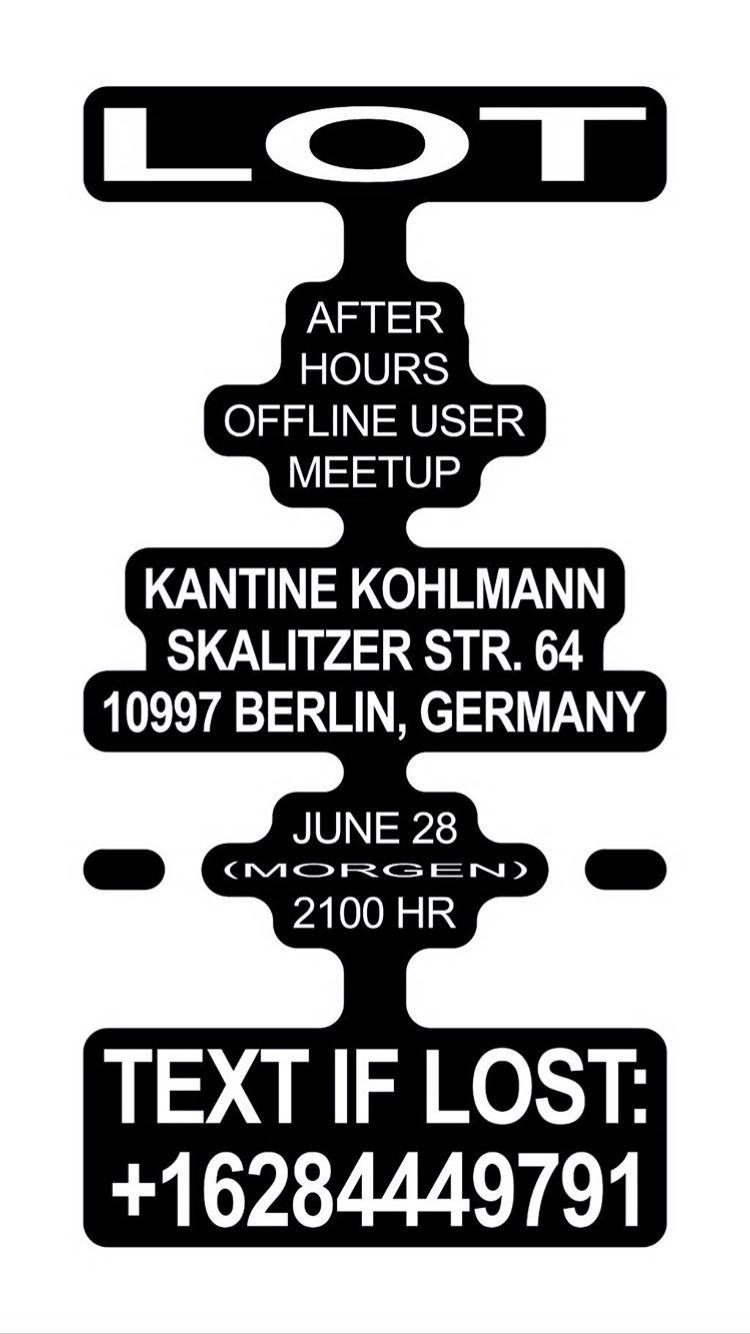 LOT
AFTER
HOURS
OFFLINE USER
MEETUP
KANTINE KOHLMANN
SKALITZER STR. 64
10997 BERLIN, GERMANY
JUNE 28
(MORGEN)
2100 HR
TEXT IF LOST:
+16284449791